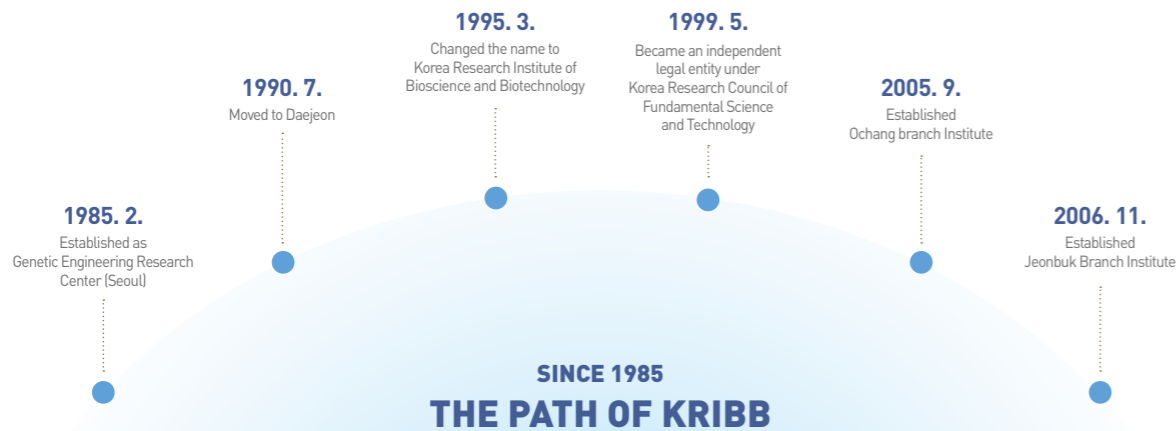 1985. 2.
Established as
Genetic Engineering Research
Center (Seoul)
1990. 7.
Moved to Daejeon
1995. 3.
Changed the name to
Korea Research Institute of
Bioscience and Biotechnology
1999. 5.
Became an independent
legal entity under
Korea Research Council of
Fundamental Science
and Technology
2005. 9.
Established
Ochang branch Institute
2006. 11.
Established
Jeonbuk Branch Institute
SINCE 1985
THE PATH OF KRIBB